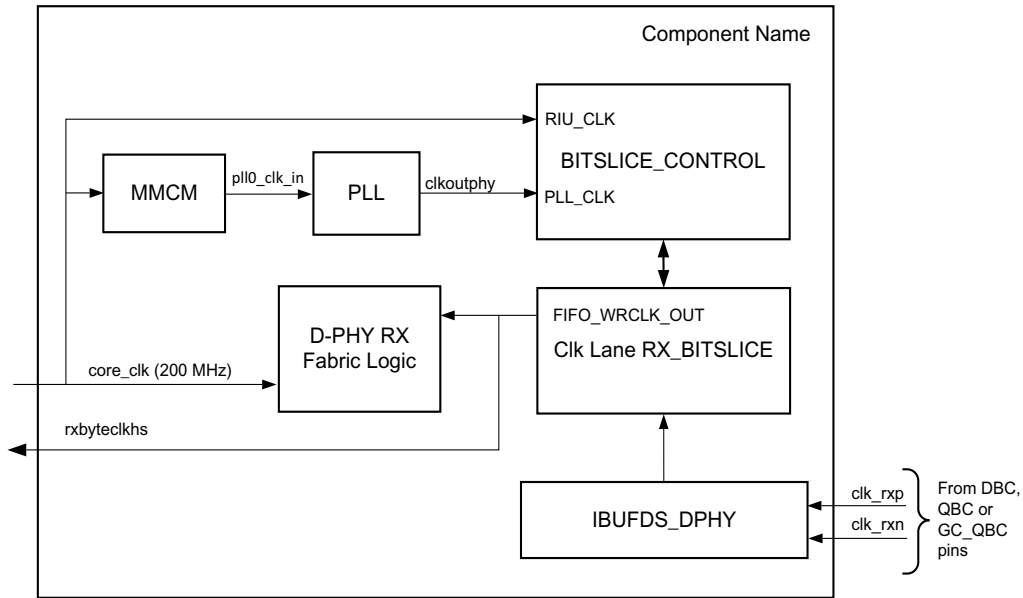 Component Name
RIU_CLK
BITSLICE_CONTROL
MMCM
pll0_clk_in
PLL
clkoutphy
PLL_CLK
FIFO_WRCLK_OUT
Clk Lane RX_BITSLICE
D-PHY RX
Fabric Logic
core_clk (200 MHz)
rxbyteclkhs
IBUFDS_DPHY
clk_rxp
clk_rxn
From DBC,
QBC or
GC_QBC
pins